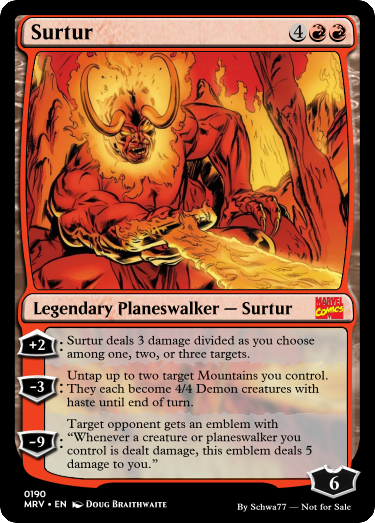 Surtur 4
Legendary Planeswalker — Surtur MARVEL COMICS
+2: Surtur deals 3 damage divided as you choose
among one, two, or three targets.
Untap up to two target Mountains you control.
-3: They each become 4/4 Demon creatures with
haste until end of turn.
Target opponent gets an emblem with
-9: “Whenever a creature or planeswalker you
control is dealt damage, this emblem deals 5
damage to you.”
6
0190
MRV • EN Doug Braithwaite
By Schwa77 — Not for Sale